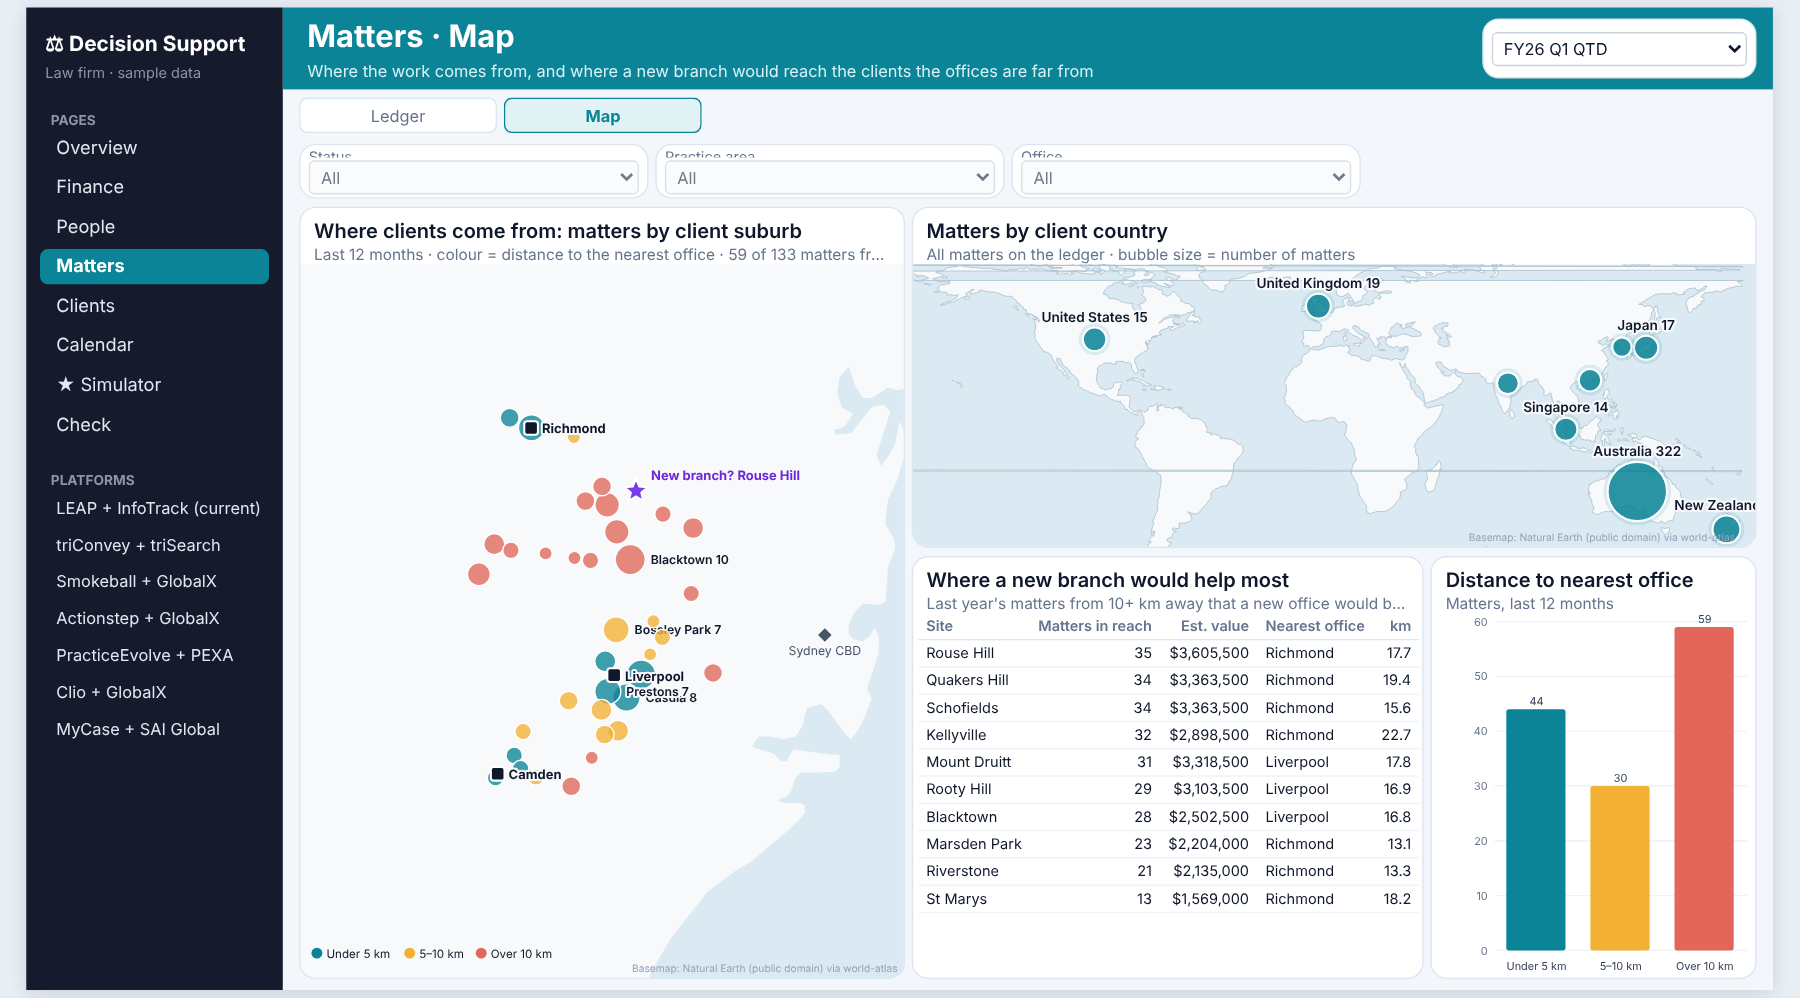 ⚖ Decision Support
Law firm · sample data
PAGES
Overview
Finance
People
Matters
Clients
Calendar
★ Simulator
Check
PLATFORMS
LEAP + InfoTrack (current)
triConvey + triSearch
Smokeball + GlobalX
Actionstep + GlobalX
PracticeEvolve + PEXA
Clio + GlobalX
MyCase + SAI Global
Matters · Map
Where the work comes from, and where a new branch would reach the clients the offices are far from
FY26 Q1 QTD
Ledger
Map
Status
Practice area
Office
All
All
All
Where clients come from: matters by client suburb
Last 12 months · colour = distance to the nearest office · 59 of 133 matters fr...
Richmond
New branch? Rouse Hill
Blacktown 10
Bossley Park 7
Sydney CBD
Liverpool
Prestons 7
Casula 8
Camden
Under 5 km
5–10 km
Over 10 km
Basemap: Natural Earth (public domain) via world-atlas
Matters by client country
All matters on the ledger · bubble size = number of matters
United Kingdom 19
United States 15
Japan 17
Singapore 14
Australia 322
New Zealand
Basemap: Natural Earth (public domain) via world-atlas
Where a new branch would help most
Last year's matters from 10+ km away that a new office would b...
Site Matters in reach Est. value Nearest office km
Rouse Hill 35 $3,605,500 Richmond 17.7
Quakers Hill 34 $3,363,500 Richmond 19.4
Schofields 34 $3,363,500 Richmond 15.6
Kellyville 32 $2,898,500 Richmond 22.7
Mount Druitt 31 $3,318,500 Liverpool 17.8
Rooty Hill 29 $3,103,500 Liverpool 16.9
Blacktown 28 $2,502,500 Liverpool 16.8
Marsden Park 23 $2,204,000 Richmond 13.1
Riverstone 21 $2,135,000 Richmond 13.3
St Marys 13 $1,569,000 Richmond 18.2
Distance to nearest office
Matters, last 12 months
60
50
40
30
20
10
0
44
30
59
Under 5 km
5–10 km
Over 10 km